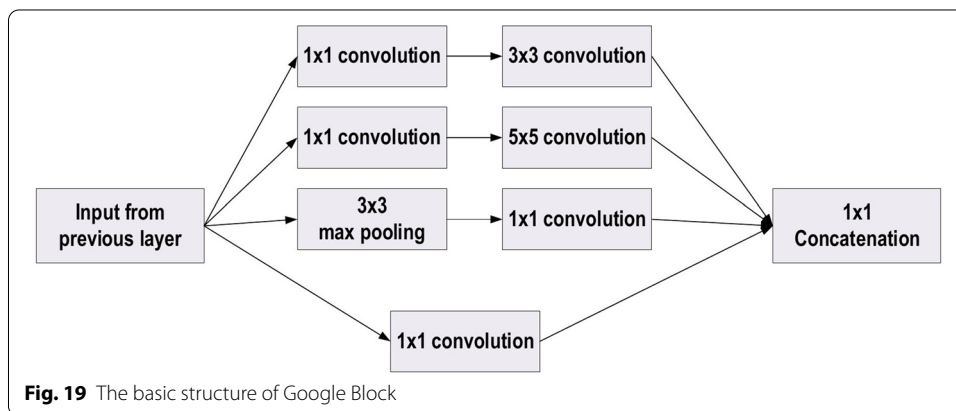 1x1 convolution
3x3 convolution
1x1 convolution
5x5 convolution
Input from
previous layer
3x3
max pooling
1x1 convolution
1x1
Concatenation
1x1 convolution
Fig. 19 The basic structure of Google Block